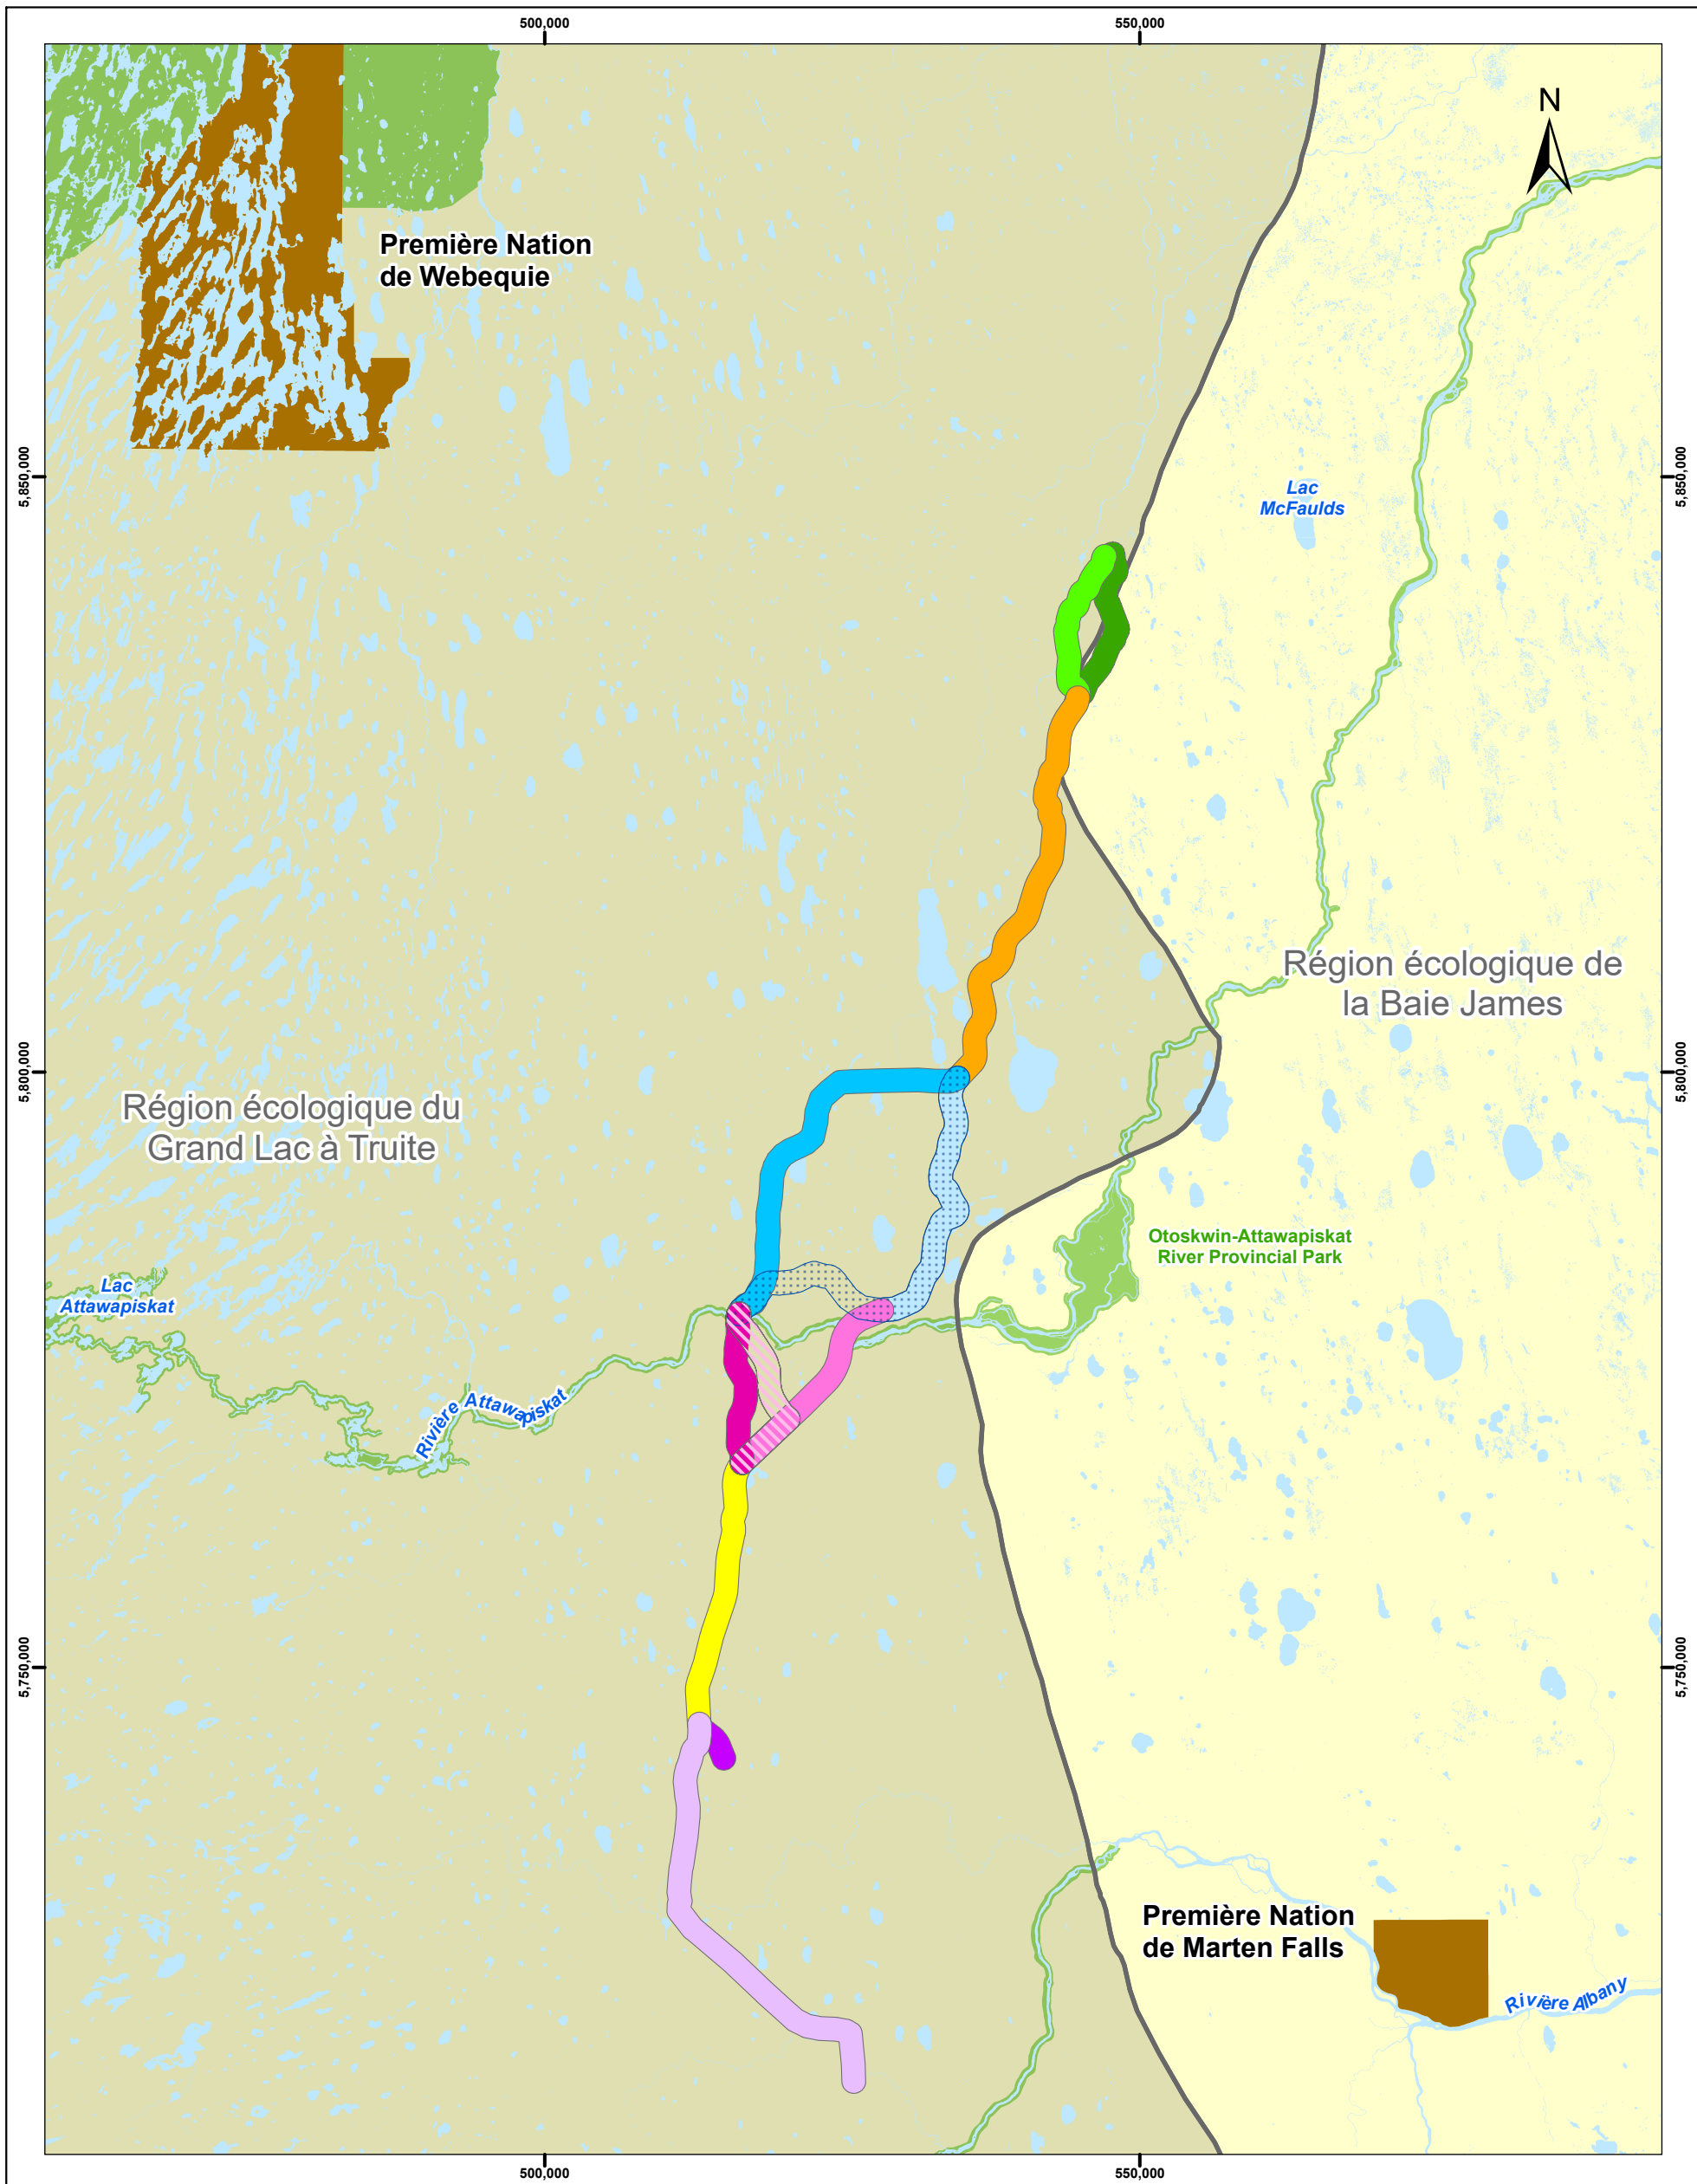 500,000
550,000
N
Première Nation
de Webequie
5,850,000
5,850,000
Lac
McFaulds
Région écologique de
la Baie James
5,800,000
5,800,000
Région écologique du
Grand Lac à Truite
Otoskwin-Attawapiskat
River Provincial Park
Lac
Attawapiskat
Rivière Attawapiskat
5,750,000
5,750,000
Première Nation
de Marten Falls
Rivière Albany
500,000
550,000